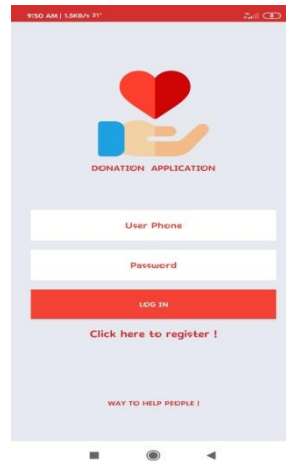 9:50 AM | 1.5KB/s 31°
DONATION APPLICATION
User Phone
Password
LOG IN
Click here to register !
WAY TO HELP PEOPLE !